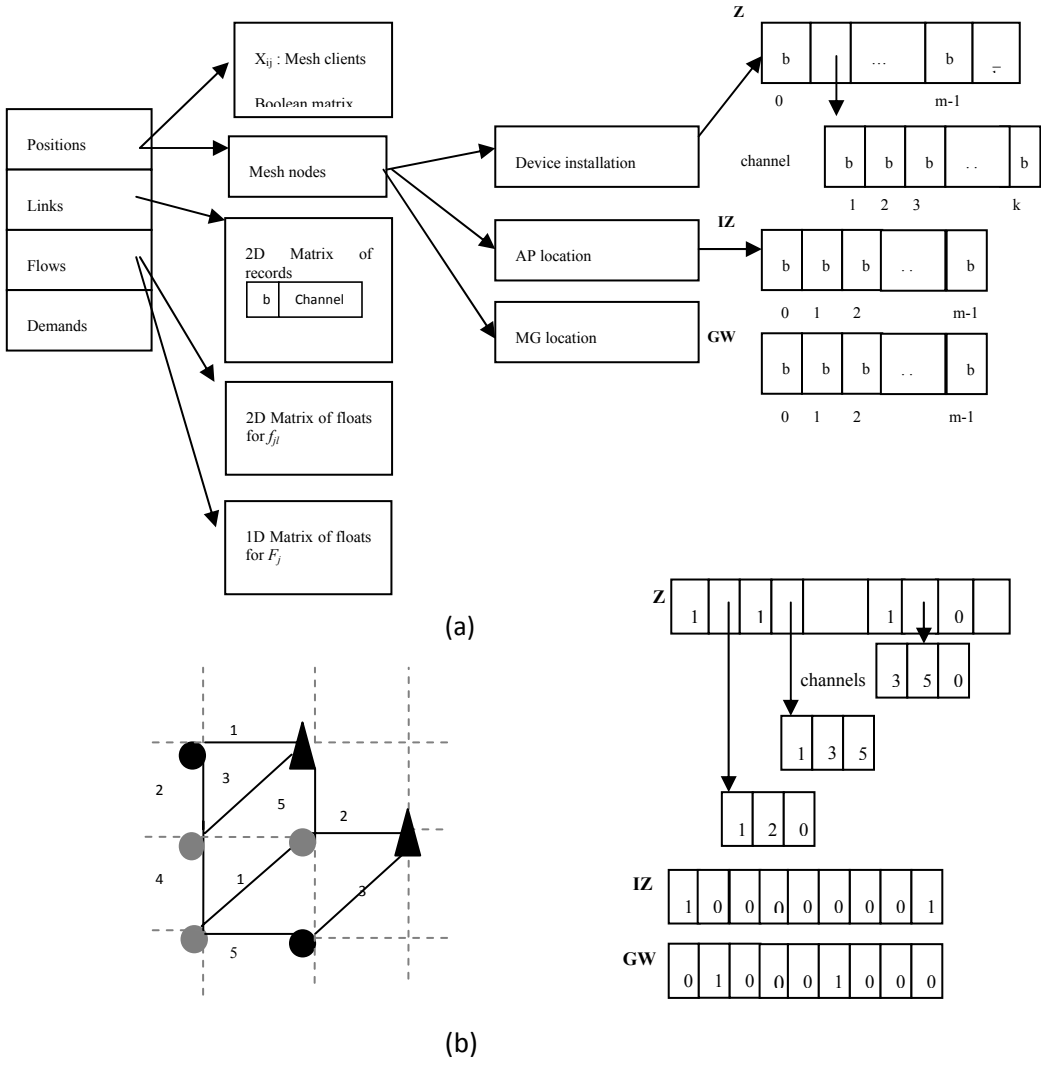 Z
X_ij : Mesh clients
Boolean matrix
b … b
0 m-1
Positions
Links
Flows
Demands
Mesh nodes
Device installation
channel
b b b . . b
1 2 3 k
2D Matrix of records
b Channel
AP location
IZ
b b b . . b
0 1 2 m-1
MG location
GW
b b b . . b
0 1 2 m-1
2D Matrix of floats
for f_jl
1D Matrix of floats
for F_j
(a)
Z
1 1 1 0
channels
3 5 0
1 3 5
1 2 0
IZ
1 0 0 0 0 0 0 0 1
GW
0 1 0 0 0 1 0 0 0
1
3
2
5
2
4
1
3
5
(b)